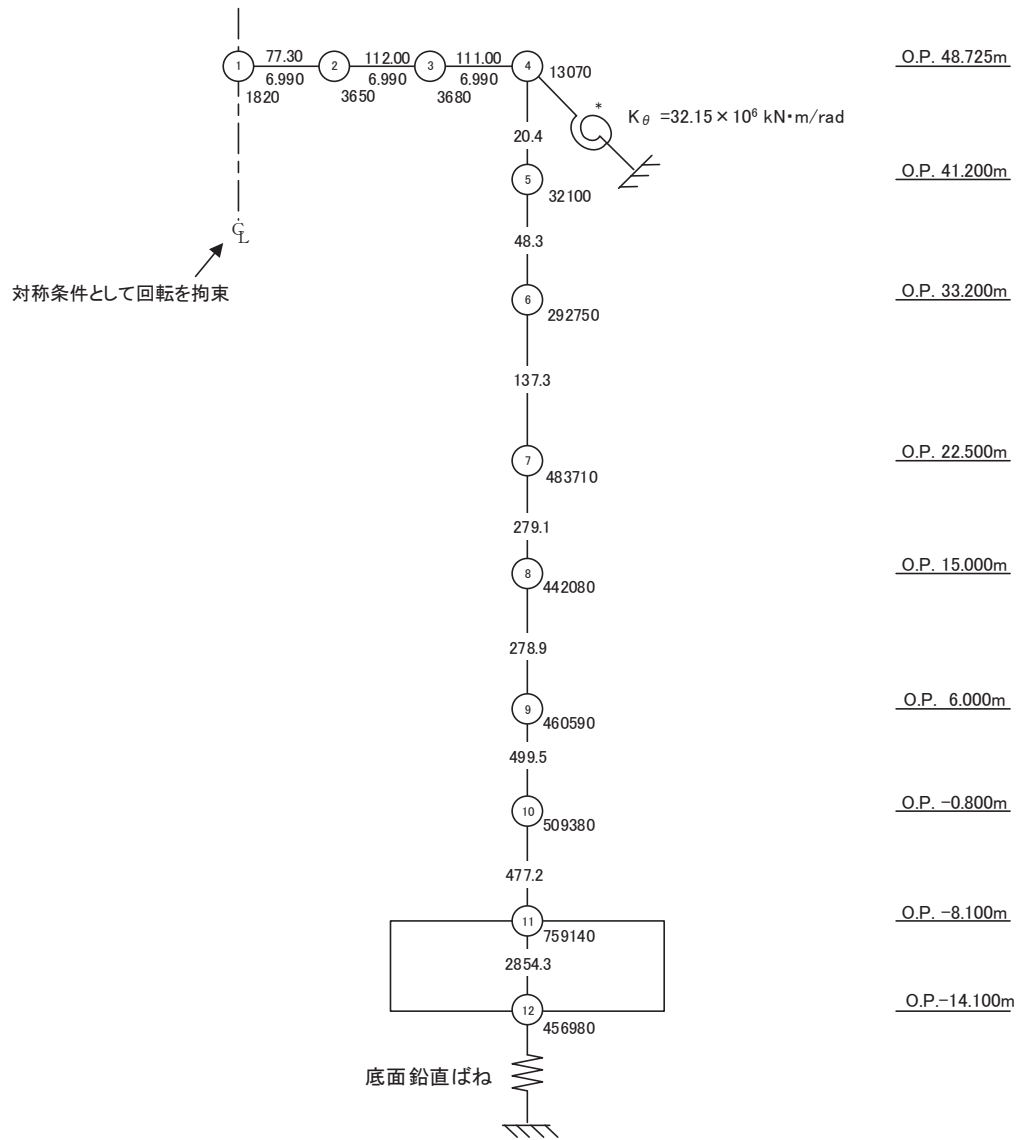 77.30 112.00 111.00
1 2 3 4
6.990 6.990 6.990 13070
1820 3650 3680
O.P. 48.725m
*
Kθ =32.15×10⁶ kN・m/rad
20.4
5
32100
O.P. 41.200m
℄
48.3
対称条件として回転を拘束
6
292750
O.P. 33.200m
137.3
7
483710
O.P. 22.500m
279.1
8
442080
O.P. 15.000m
278.9
9
460590
O.P. 6.000m
499.5
10
509380
O.P. -0.800m
477.2
11
759140
O.P. -8.100m
2854.3
12
456980
O.P.-14.100m
底面鉛直ばね